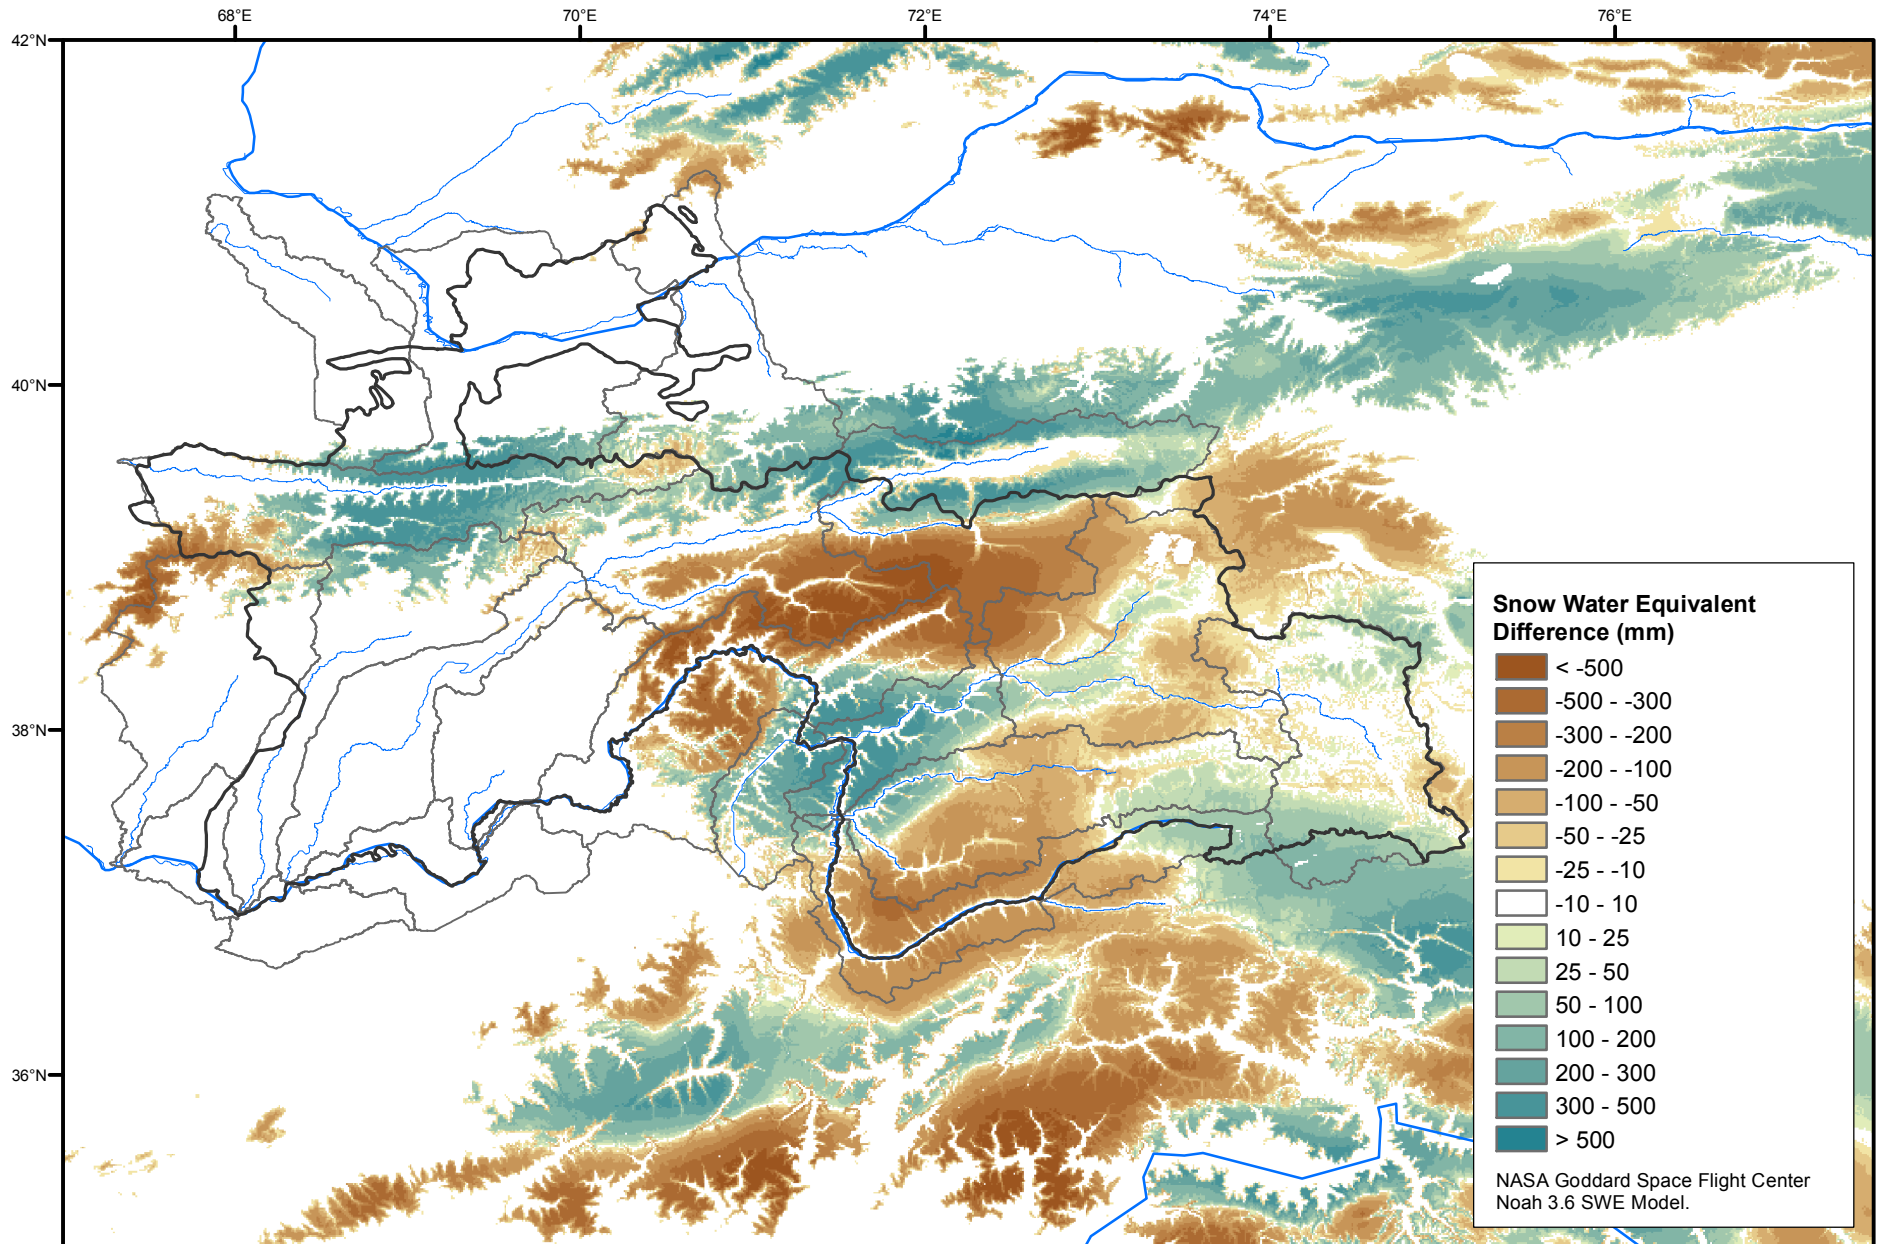 68°E
70°E
72°E
74°E
76°E
42°N
40°N
38°N
36°N
Snow Water Equivalent
Difference (mm)
< -500
-500 - -300
-300 - -200
-200 - -100
-100 - -50
-50 - -25
-25 - -10
-10 - 10
10 - 25
25 - 50
50 - 100
100 - 200
200 - 300
300 - 500
> 500
NASA Goddard Space Flight Center
Noah 3.6 SWE Model.